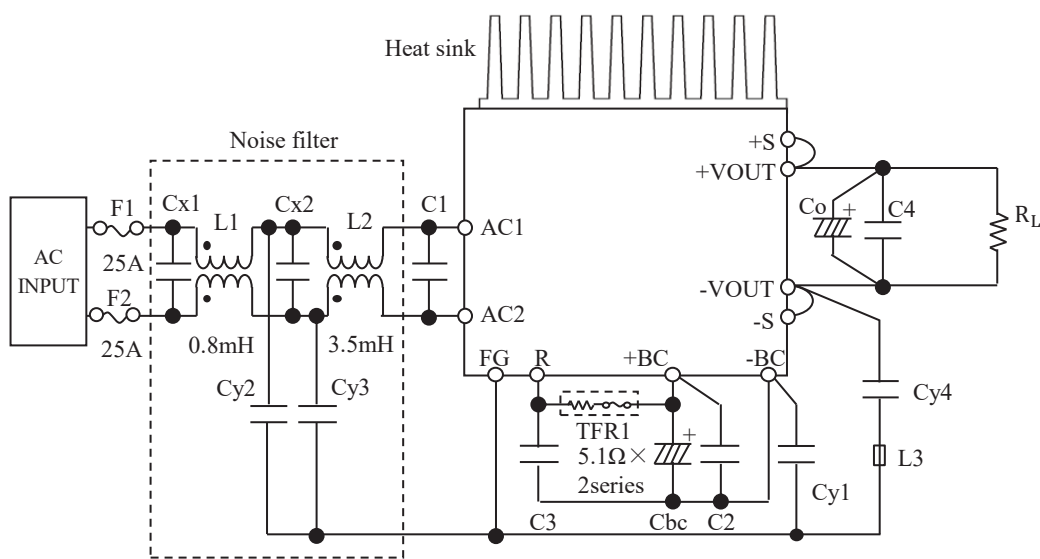 Heat sink
Noise filter
+S
+VOUT
F1
Cx1
L1
Cx2
L2
C1
AC1
Co
+
C4
RL
AC
INPUT
25A
F2
25A
-VOUT
AC2
-S
0.8mH
3.5mH
FG
R
+BC
-BC
Cy2
Cy3
Cy4
TFR1
5.1Ω×
2series
+
L3
Cy1
C3
Cbc
C2